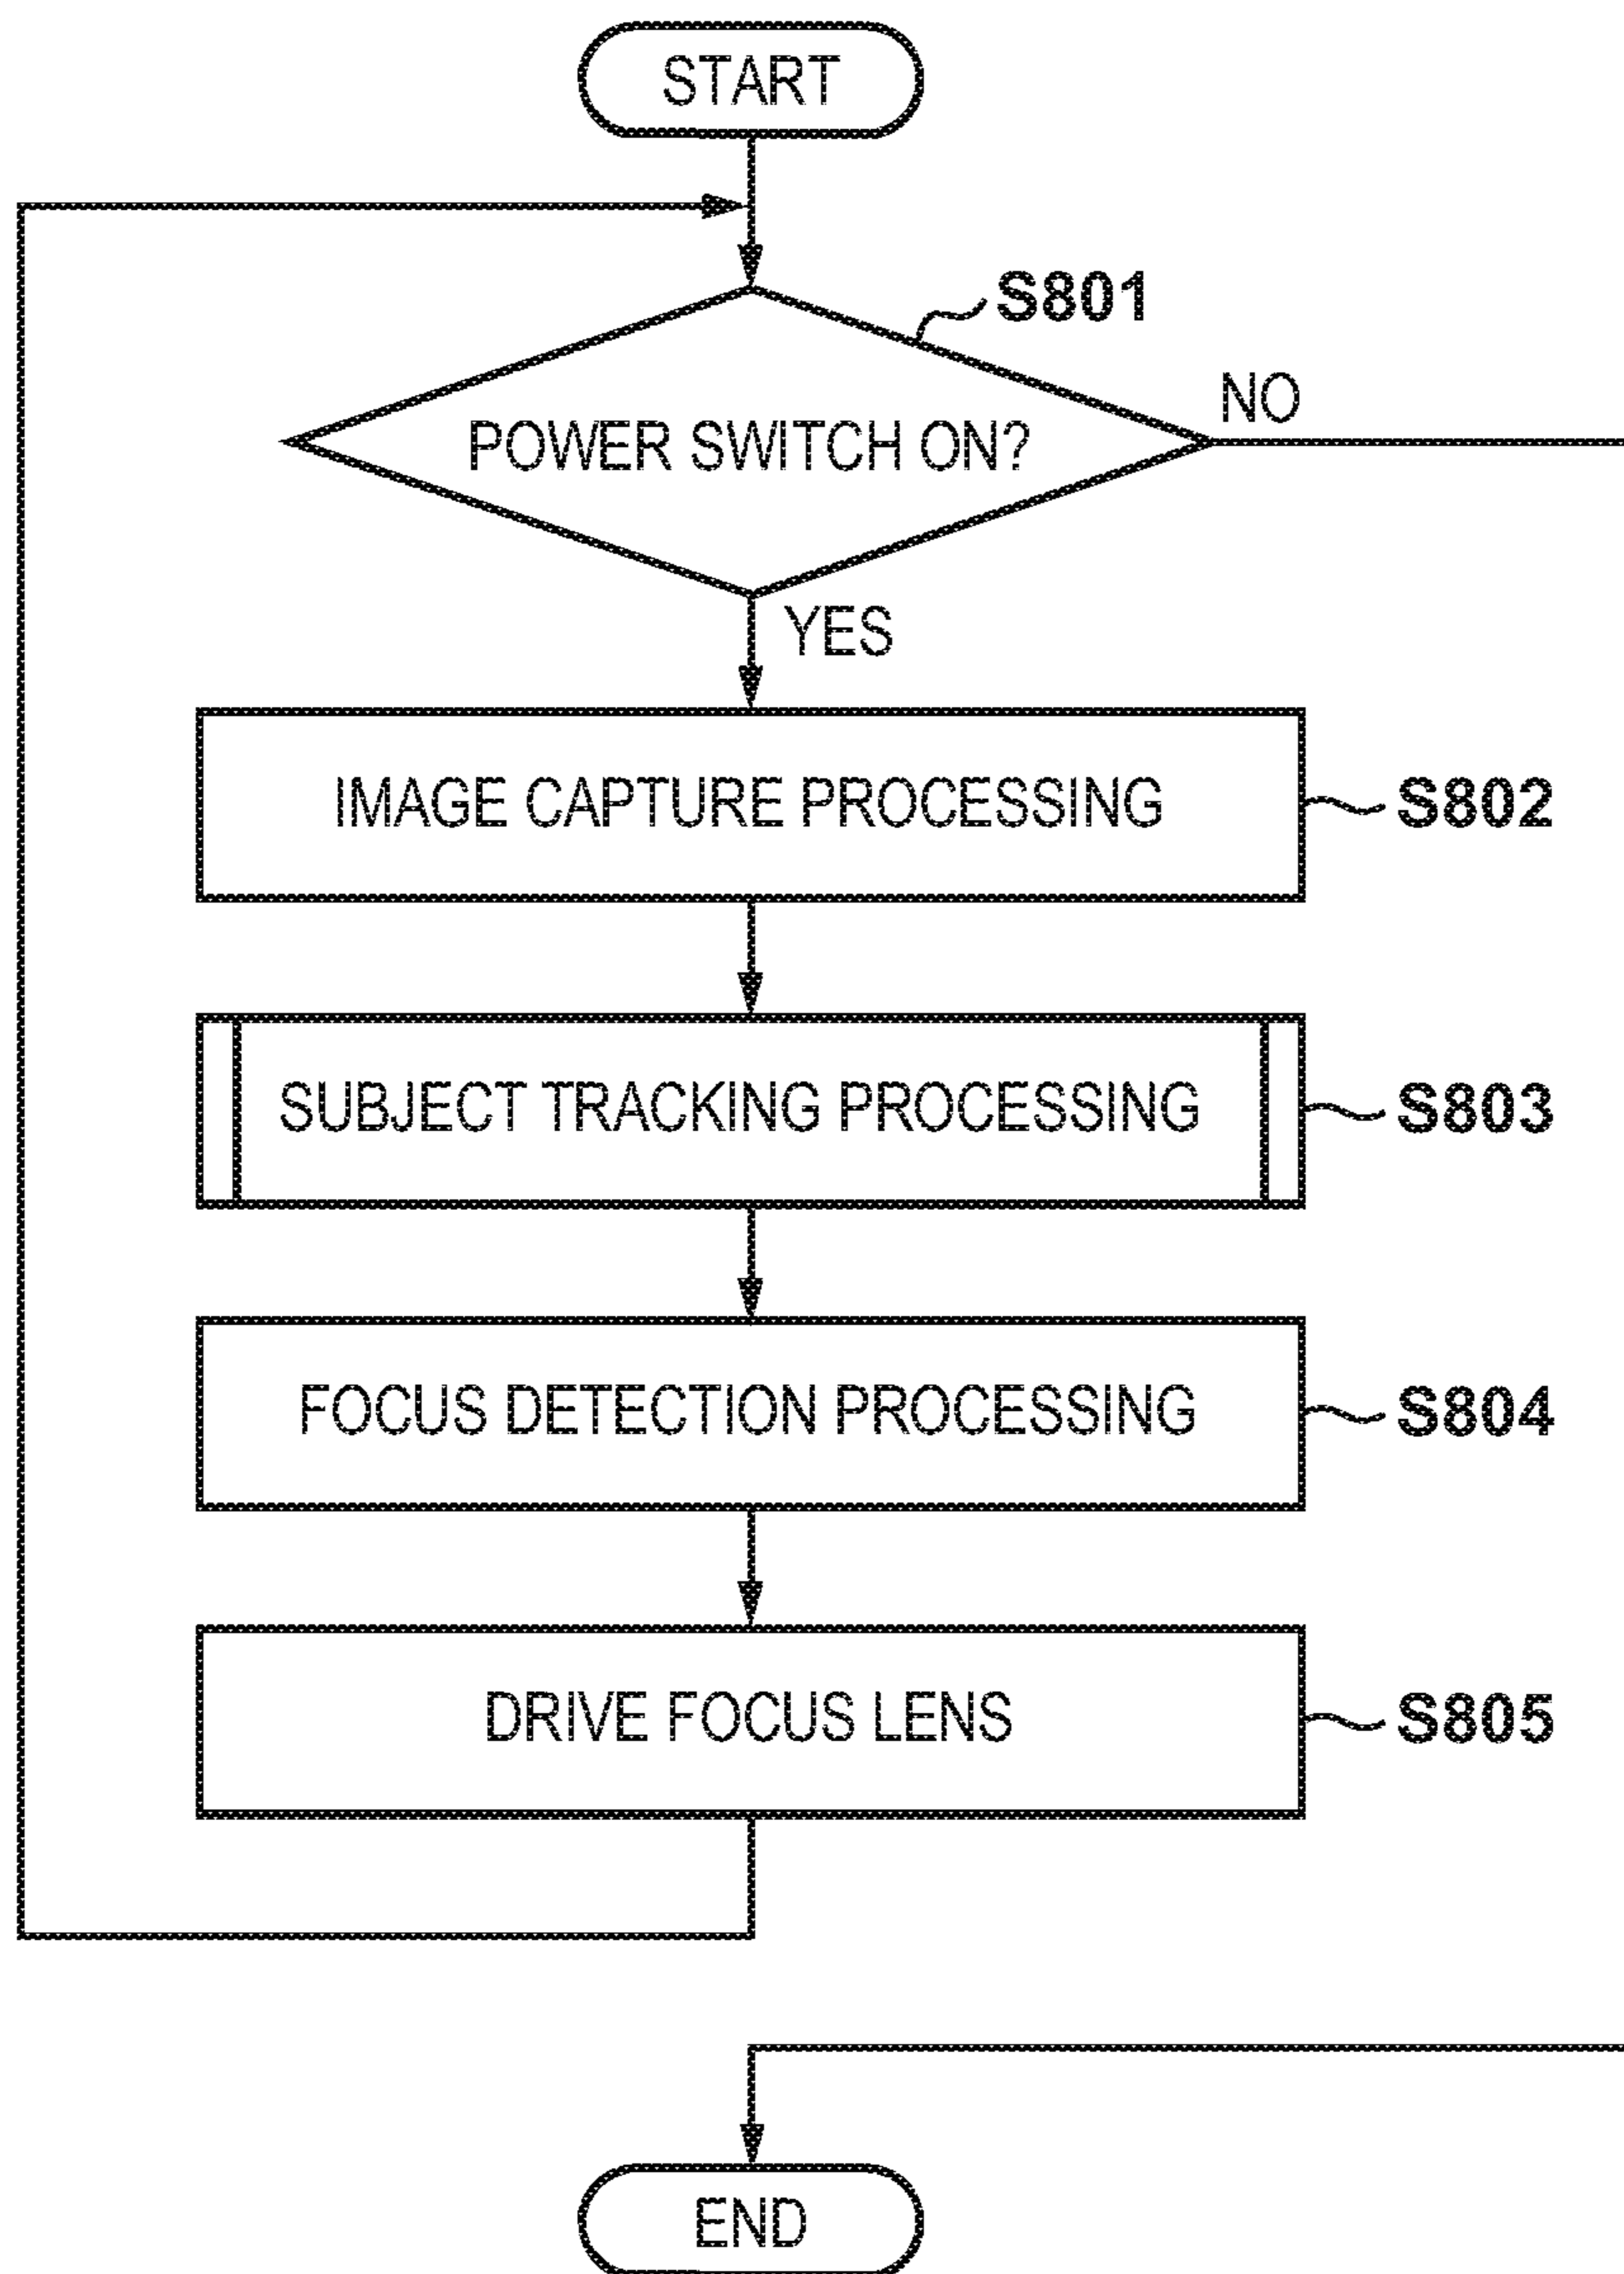 START
S801
POWER SWITCH ON?
NO
YES
IMAGE CAPTURE PROCESSING
S802
SUBJECT TRACKING PROCESSING
S803
FOCUS DETECTION PROCESSING
S804
DRIVE FOCUS LENS
S805
END